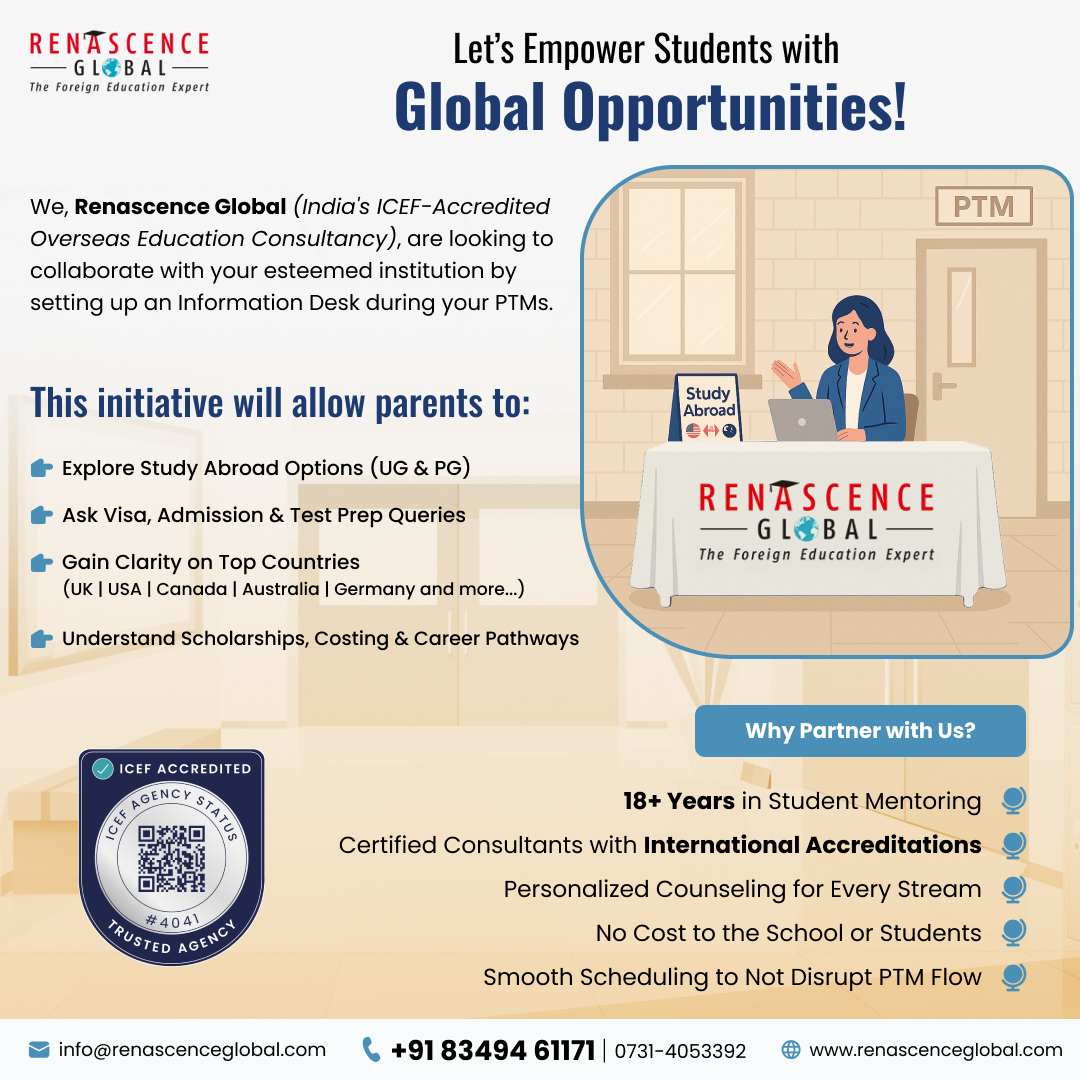 RENASCENCE
GLOBAL
The Foreign Education Expert
Let's Empower Students with
Global Opportunities!
We, Renascence Global (India's ICEF-Accredited
Overseas Education Consultancy), are looking to
collaborate with your esteemed institution by
setting up an Information Desk during your PTMs.
PTM
Study
Abroad
RENASCENCE
GLOBAL
The Foreign Education Expert
This initiative will allow parents to:
Explore Study Abroad Options (UG & PG)
Ask Visa, Admission & Test Prep Queries
Gain Clarity on Top Countries
(UK | USA | Canada | Australia | Germany and more...)
Understand Scholarships, Costing & Career Pathways
ICEF ACCREDITED
ICEF AGENCY STATUS
#4041
TRUSTED AGENCY
Why Partner with Us?
18+ Years in Student Mentoring
Certified Consultants with International Accreditations
Personalized Counseling for Every Stream
No Cost to the School or Students
Smooth Scheduling to Not Disrupt PTM Flow
info@renascenceglobal.com
+91 83494 61171 | 0731-4053392
www.renascenceglobal.com